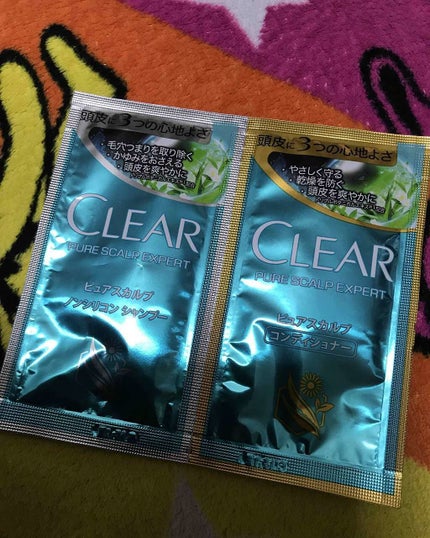 頭皮に3つの心地よさ
・毛穴つまりを取り除く
・かゆみをおさえる
・頭皮を爽やかに
CLEAR
PURE SCALP EXPERT
ピュアスカルプ
ノンシリコン シャンプー
頭皮に3つの心地よさ
・やさしく守る
・乾燥を防ぐ
・頭皮を爽やかに
CLEAR
PURE SCALP EXPERT
ピュアスカルプ
コンディショナー